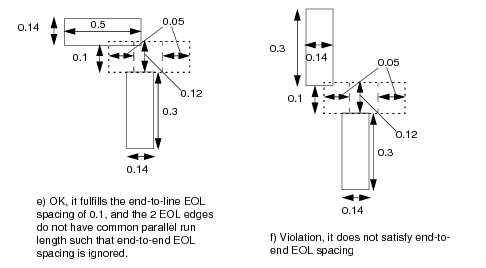 0.14
0.5
0.05
0.1
0.12
0.3
0.14
e) OK, it fulfills the end-to-line EOL
spacing of 0.1, and the 2 EOL edges
do not have common parallel run
length such that end-to-end EOL
spacing is ignored.
0.3
0.14
0.05
0.1
0.12
0.3
0.14
f) Violation, it does not satisfy end-to-
end EOL spacing